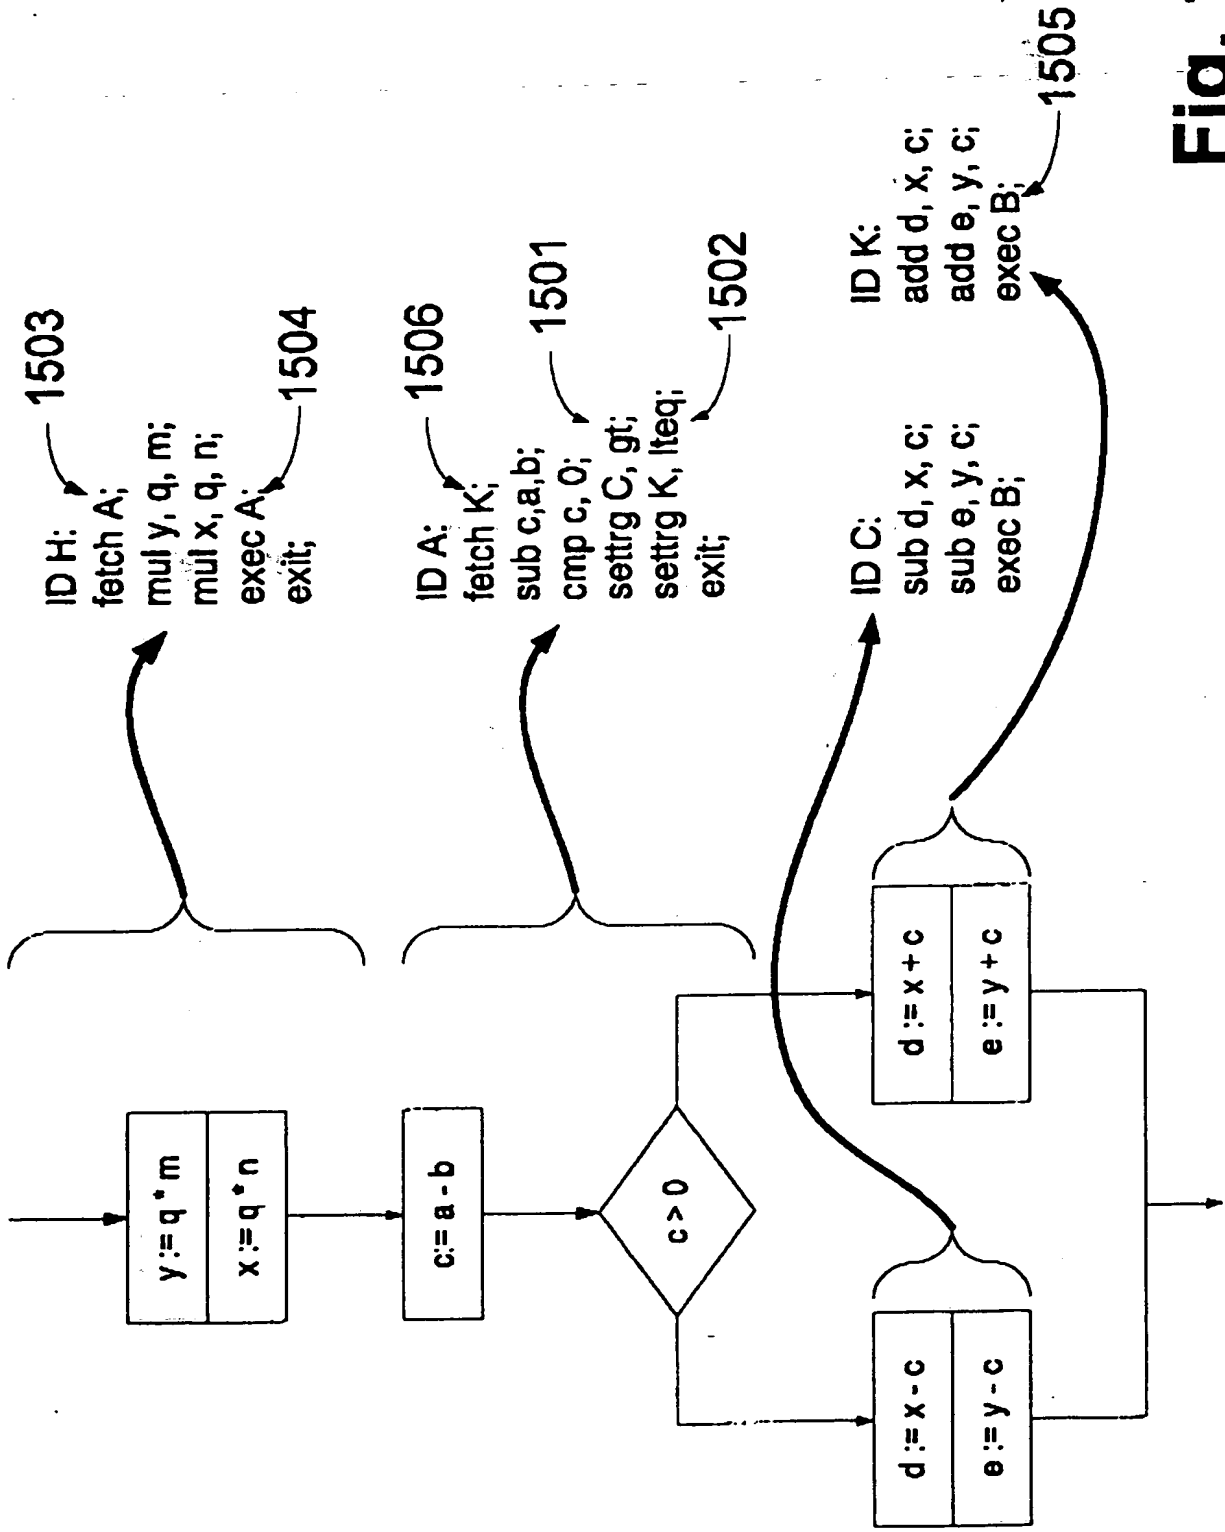 y := q * m
x := q * n
c := a - b
c > 0
d := x - c
e := y - c
d := x + c
e := y + c
1503
ID H:
fetch A;
mul y, q, m;
mul x, q, n;
exec A;
exit;
1504
1506
ID A:
fetch K;
sub c,a,b;
cmp c, 0;
settrg C, gt;
settrg K, lteq;
exit;
1501
1502
ID C:
sub d, x, c;
sub e, y, c;
exec B;
ID K:
add d, x, c;
add e, y, c;
exec B;
1505
Fig.